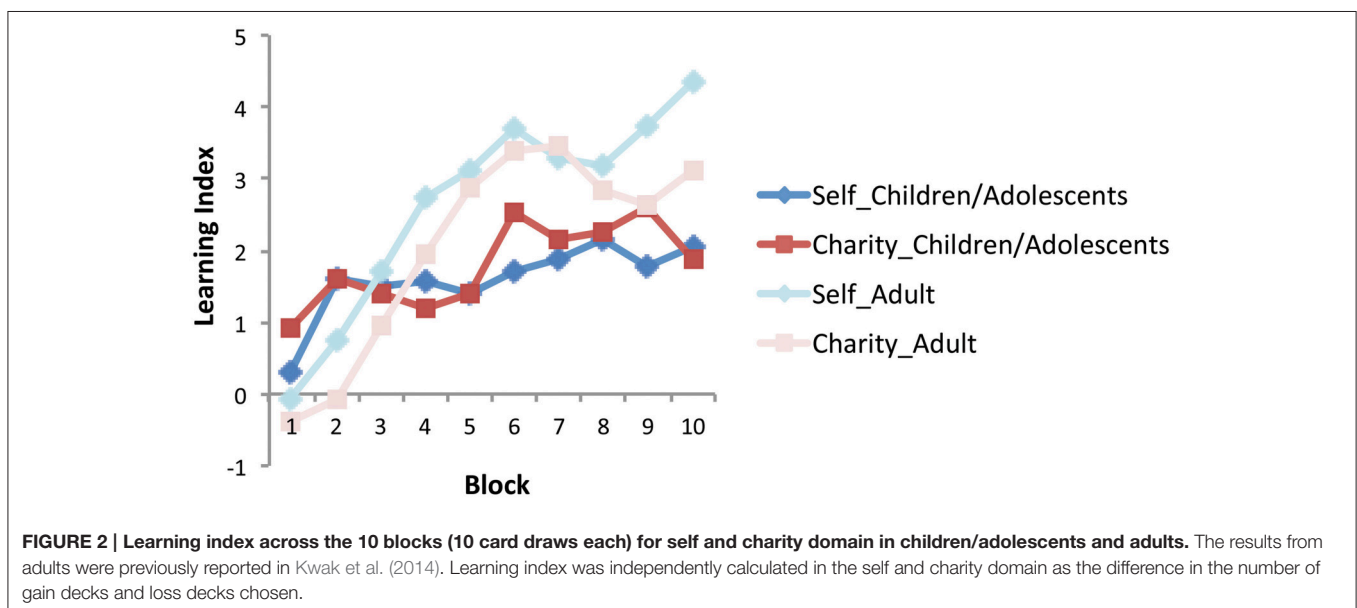 5
4
3
2
1
0
-1
Learning Index
1 2 3 4 5 6 7 8 9 10
Block
Self_Children/Adolescents
Charity_Children/Adolescents
Self_Adult
Charity_Adult
FIGURE 2 | Learning index across the 10 blocks (10 card draws each) for self and charity domain in children/adolescents and adults. The results from
adults were previously reported in Kwak et al. (2014). Learning index was independently calculated in the self and charity domain as the difference in the number of
gain decks and loss decks chosen.